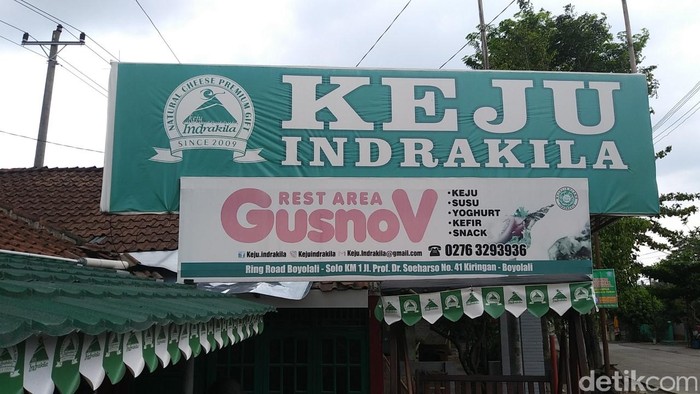 NATURAL CHEESE PREMIUM GIFT
Keju
Indrakila
SINCE 2009
KEJU
INDRAKILA
REST AREA
GusnoV
•KEJU
•SUSU
•YOGHURT
•KEFIR
•SNACK
Keju.indrakila Kejuindrakila Keju.Indrakila@gmail.com
0276 3293936
Ring Road Boyolali - Solo KM 1 Jl. Prof. Dr. Soeharso No. 41 Kiringan - Boyolali
detikcom